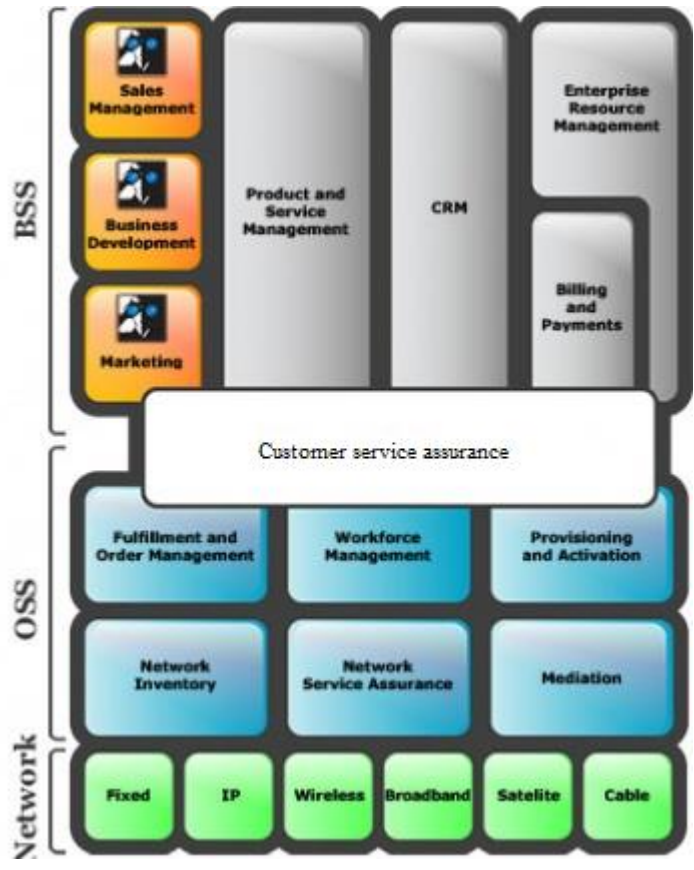 BSS
Sales
Management
Business
Development
Marketing
Product and
Service
Management
CRM
Enterprise
Resource
Management
Billing
and
Payments
Customer service assurance
OSS
Fulfillment and
Order Management
Workforce
Management
Provisioning
and Activation
Network
Inventory
Network
Service Assurance
Mediation
Network
Fixed
IP
Wireless
Broadband
Satelite
Cable